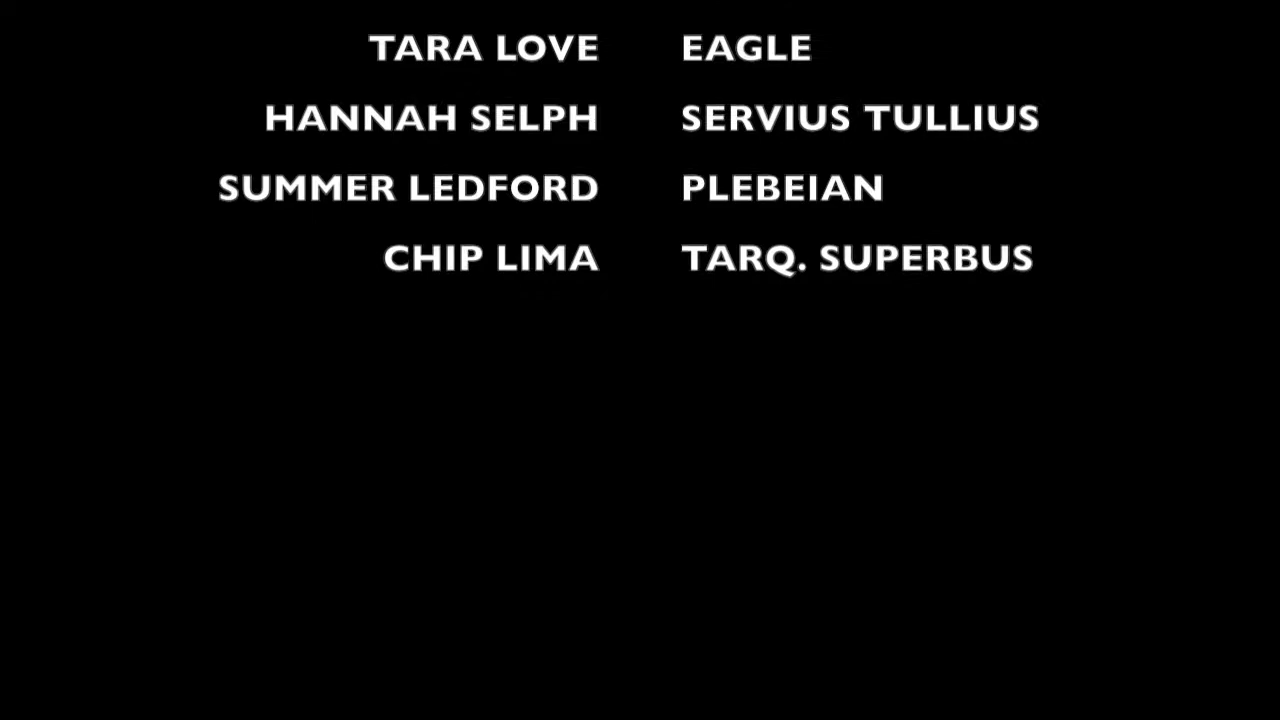 TARA LOVE EAGLE
HANNAH SELPH SERVIUS TULLIUS
SUMMER LEDFORD PLEBEIAN
CHIP LIMA TARQ. SUPERBUS